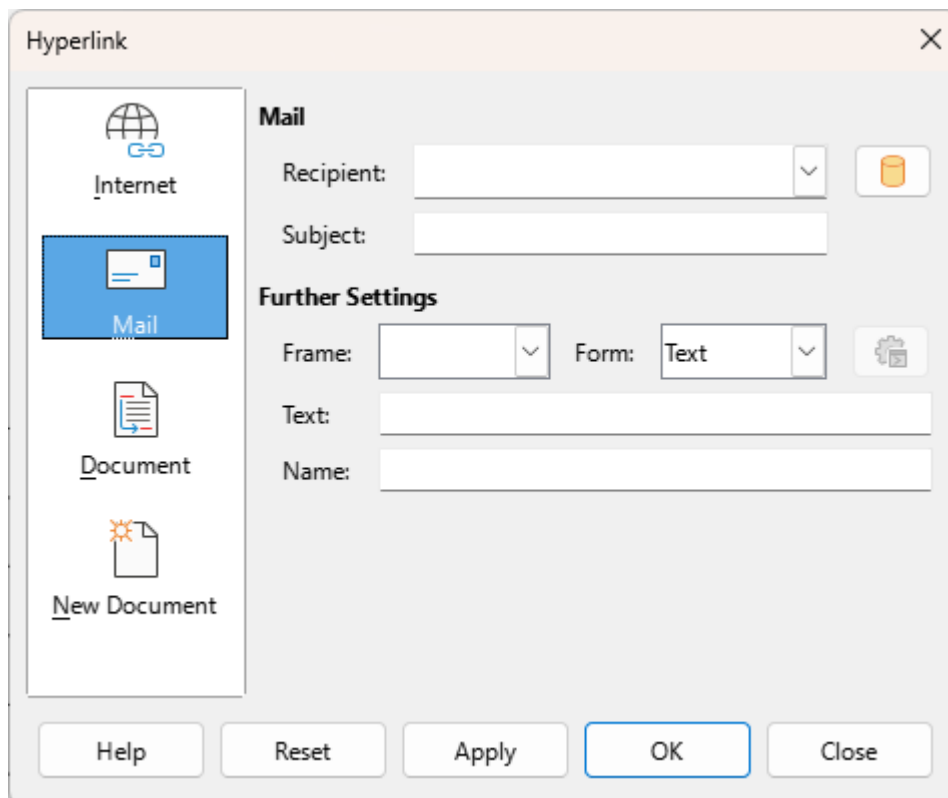 Hyperlink
Internet
Mail
Document
New Document
Mail
Recipient:
Subject:
Further Settings
Frame:
Form: Text
Text:
Name:
Help Reset Apply OK Close